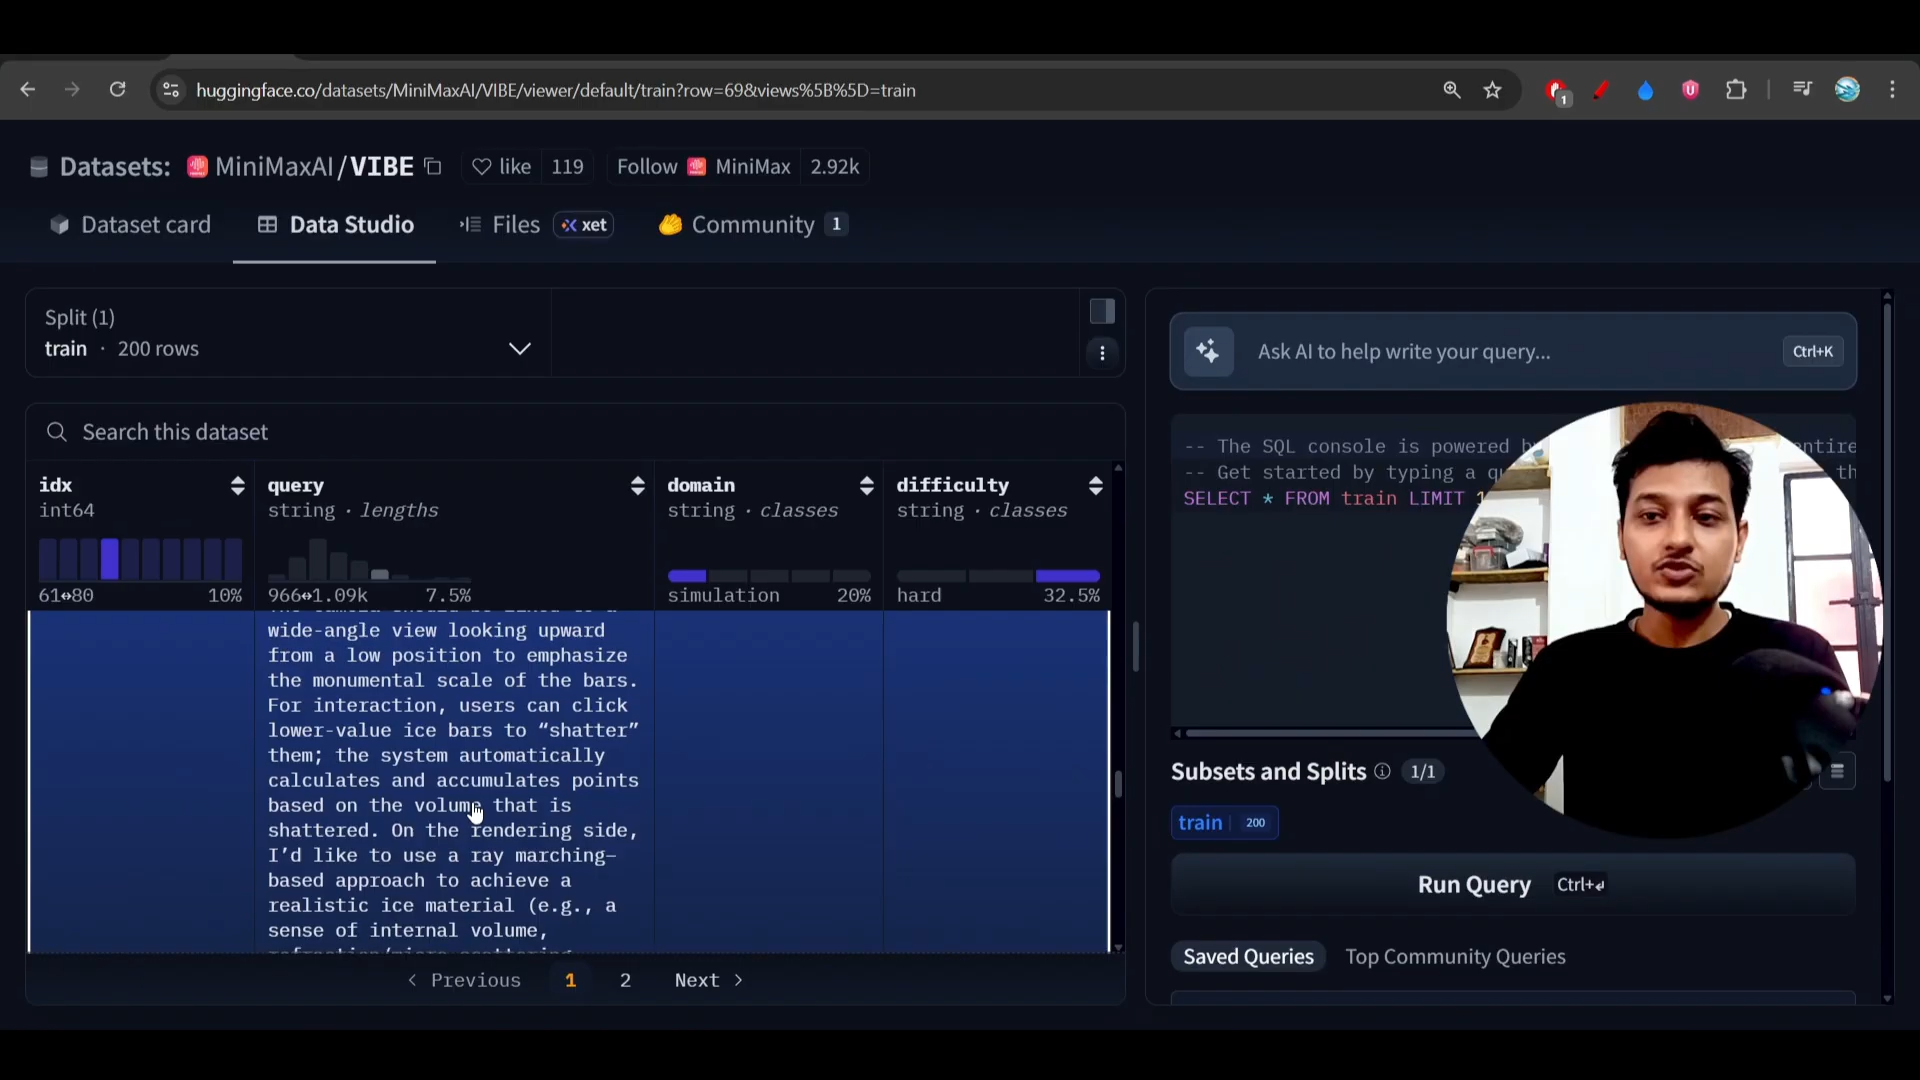 huggingface.co/datasets/MiniMaxAI/VIBE/viewer/default/train?row=69&views%5B%5D=train
1
Datasets: MiniMaxAI/VIBE like 119 Follow MiniMax 2.92k
Dataset card Data Studio Files xet Community 1
Split (1)
train · 200 rows
Search this dataset
idx
int64
61↔80 10%
query
string · lengths
966↔1.09k 7.5%
domain
string · classes
simulation 20%
difficulty
string · classes
hard 32.5%
wide-angle view looking upward
from a low position to emphasize
the monumental scale of the bars.
For interaction, users can click
lower-value ice bars to “shatter”
them; the system automatically
calculates and accumulates points
based on the volume that is
shattered. On the rendering side,
I’d like to use a ray marching–
based approach to achieve a
realistic ice material (e.g., a
sense of internal volume,
< Previous 1 2 Next >
Ask AI to help write your query... Ctrl+K
-- The SQL console is powered
-- Get started by typing a
SELECT * FROM train LIMIT
Subsets and Splits 1/1
train 200
Run Query Ctrl+↵
Saved Queries Top Community Queries